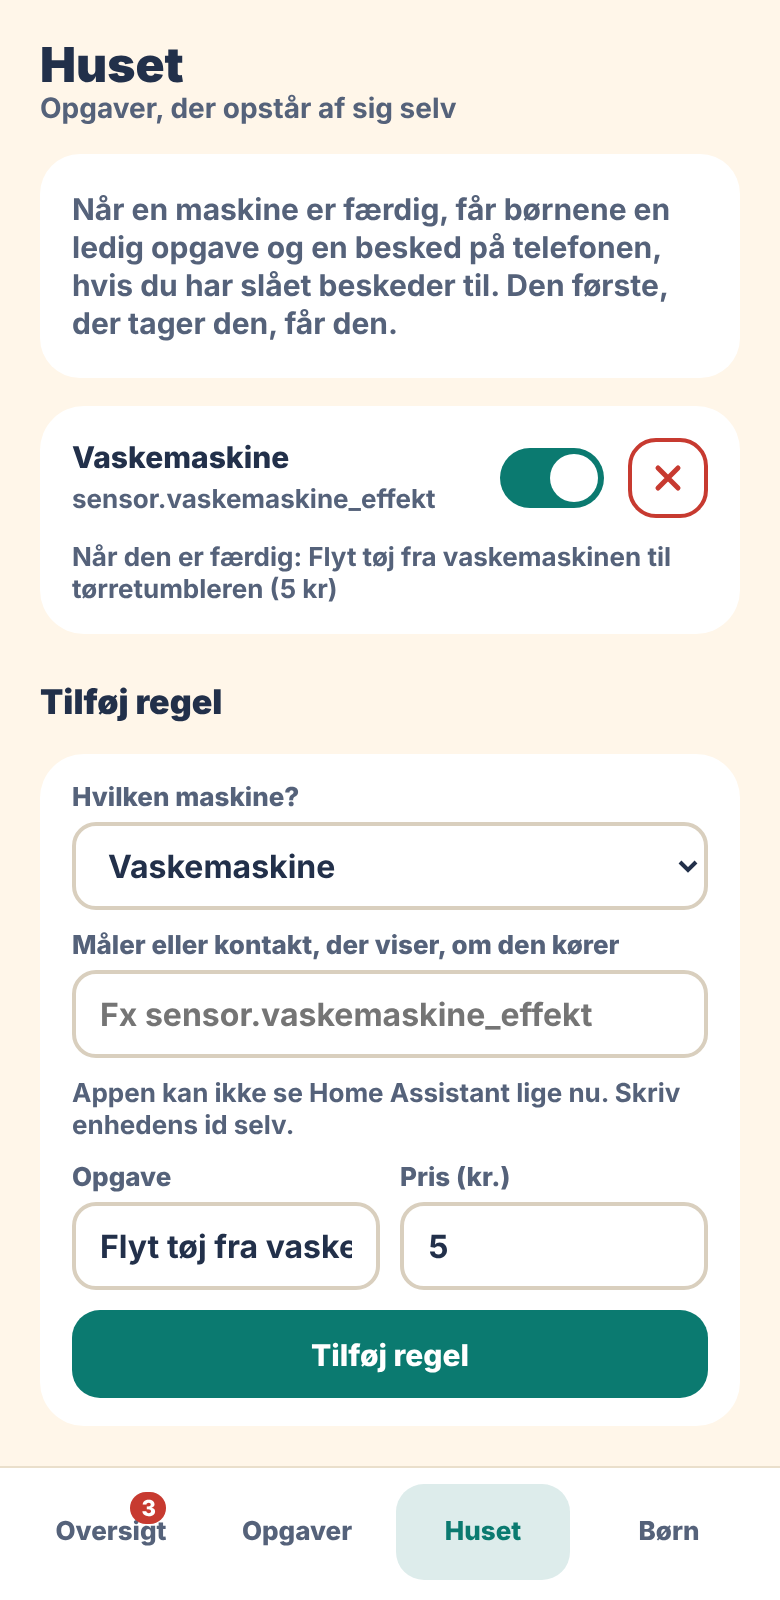 Huset
Opgaver, der opstår af sig selv
Når en maskine er færdig, får børnene en
ledig opgave og en besked på telefonen,
hvis du har slået beskeder til. Den første,
der tager den, får den.
Vaskemaskine
sensor.vaskemaskine_effekt
Når den er færdig: Flyt tøj fra vaskemaskinen til
tørretumbleren (5 kr)
Tilføj regel
Hvilken maskine?
Vaskemaskine
Måler eller kontakt, der viser, om den kører
Fx sensor.vaskemaskine_effekt
Appen kan ikke se Home Assistant lige nu. Skriv
enhedens id selv.
Opgave
Pris (kr.)
Flyt tøj fra vaske
5
Tilføj regel
3
Oversigt
Opgaver
Huset
Børn